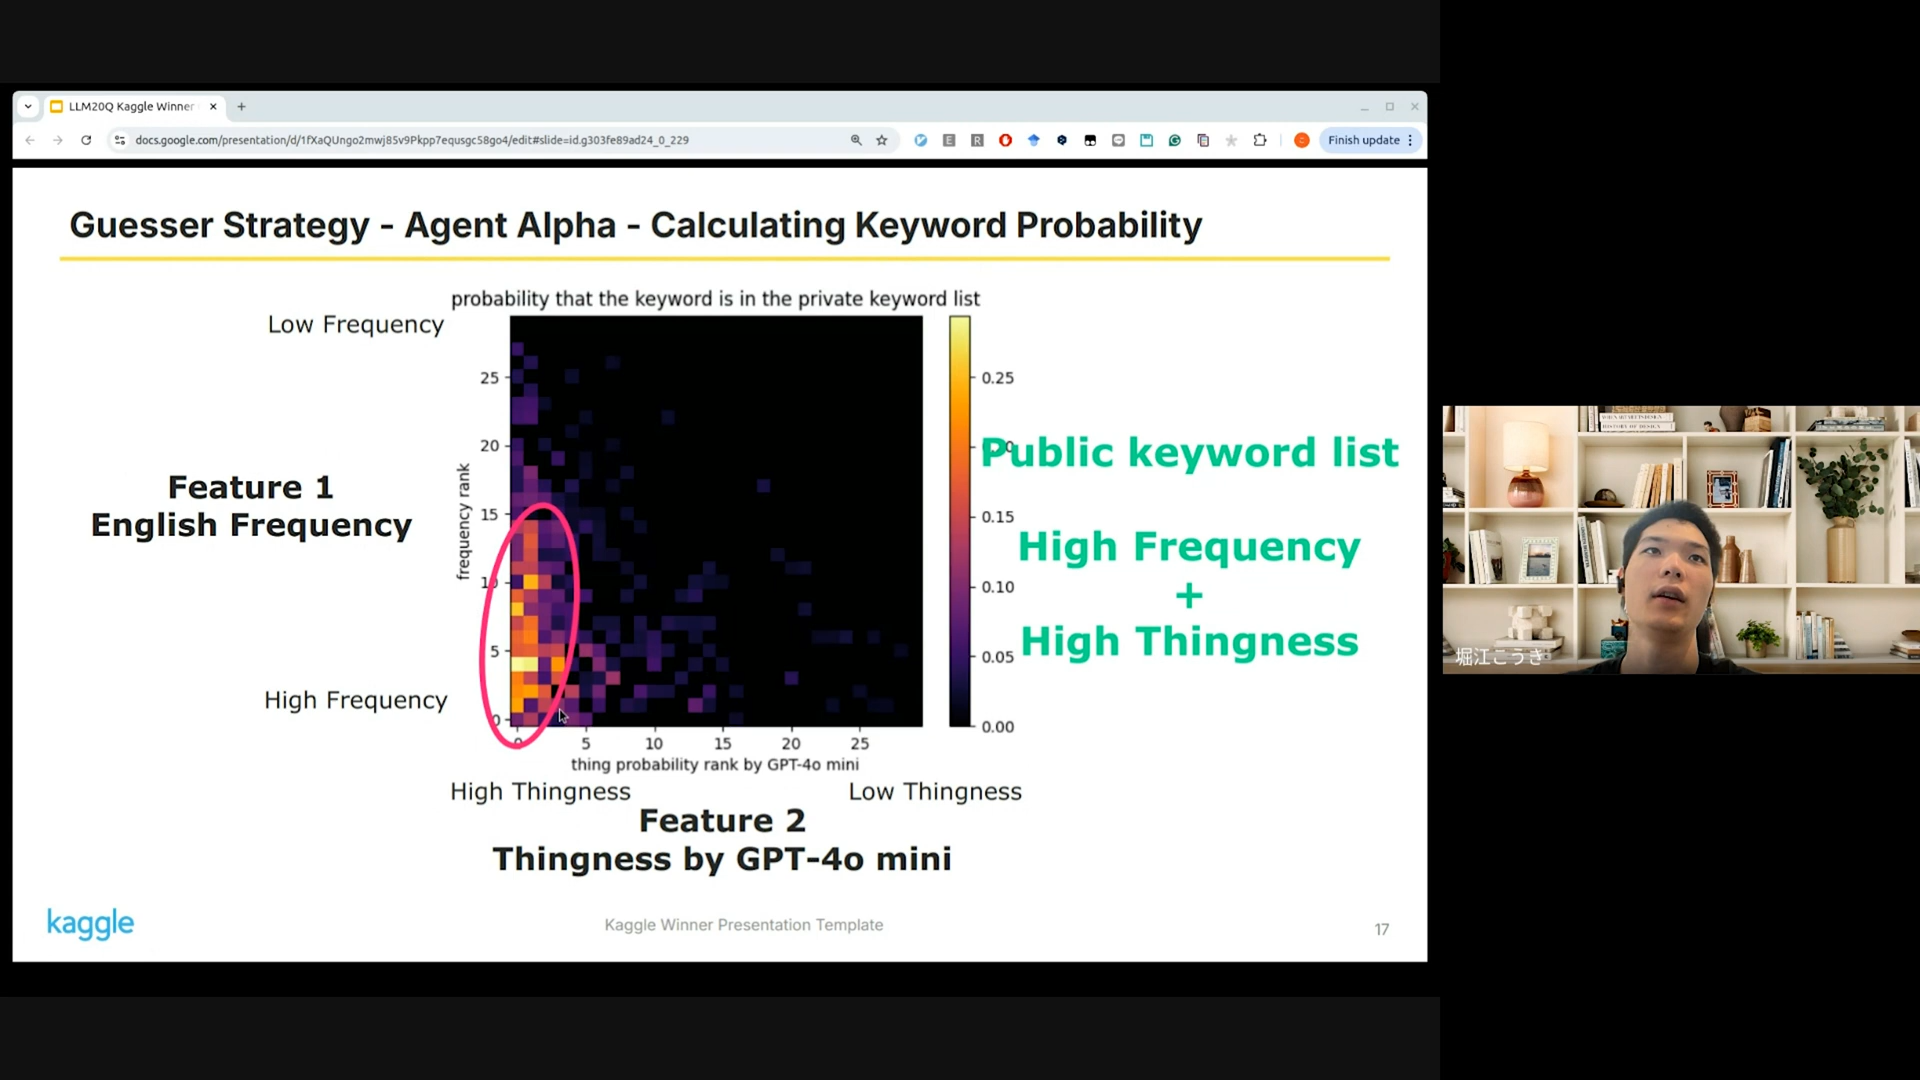 LLM20Q Kaggle Winner
docs.google.com/presentation/d/1fXaQUngo2mwj85v9Pkpp7equsgc58go4/edit#slide=id.g303fe89ad24_0_229
Finish update
Guesser Strategy - Agent Alpha - Calculating Keyword Probability
probability that the keyword is in the private keyword list
Low Frequency
Feature 1
English Frequency
High Frequency
frequency rank
25
20
15
10
5
0
0
5
10
15
20
25
thing probability rank by GPT-4o mini
0.25
0.15
0.10
0.05
0.00
Public keyword list
High Frequency
+
High Thingness
High Thingness
Low Thingness
Feature 2
Thingness by GPT-4o mini
kaggle
Kaggle Winner Presentation Template
17
堀江こうき